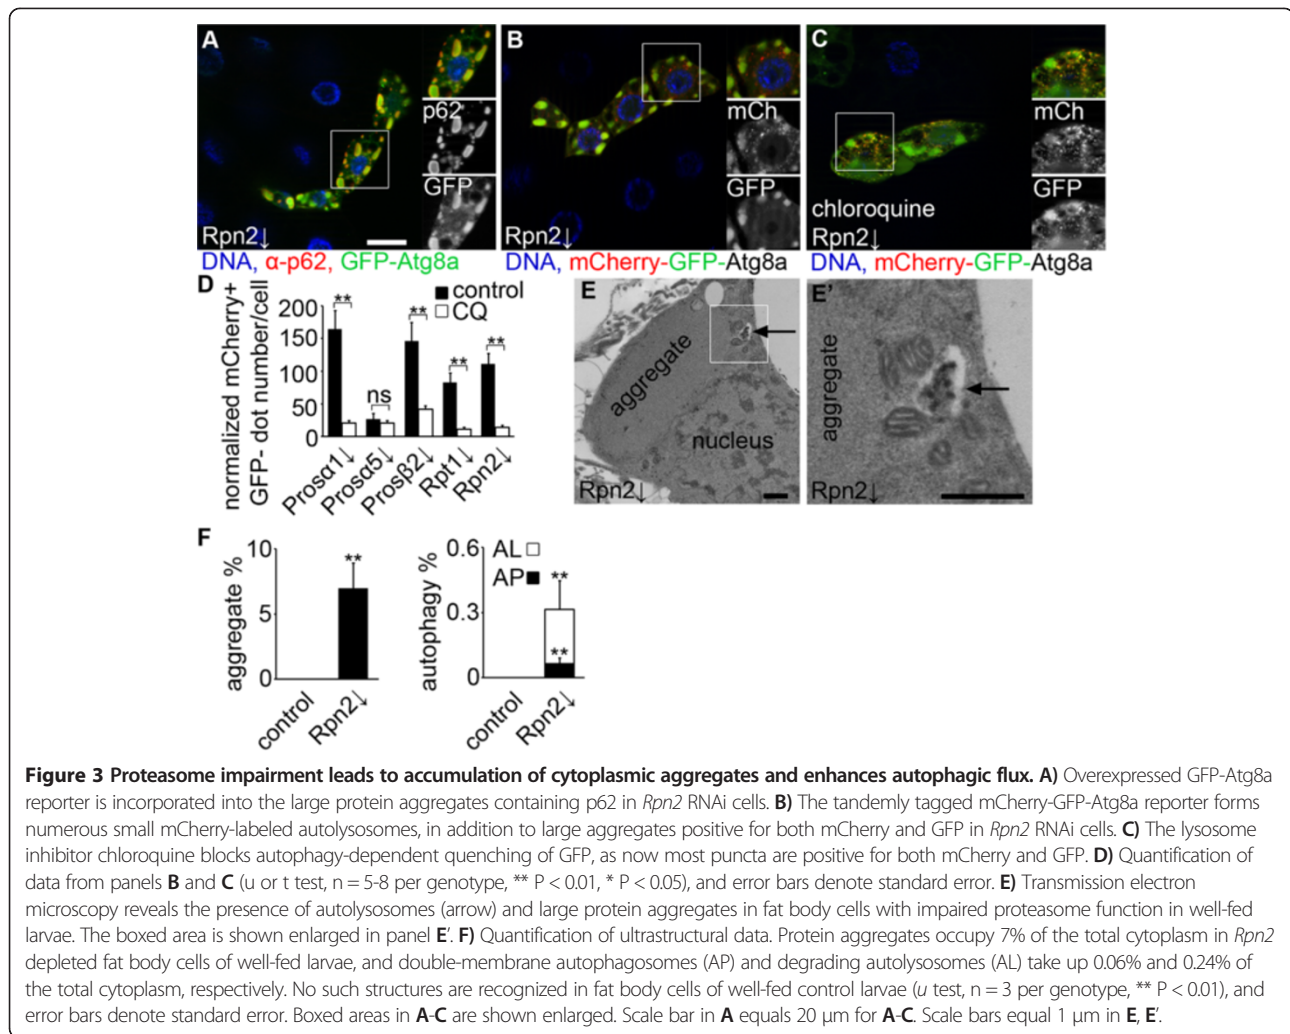 A
p62
GFP
Rpn2↓
DNA, α-p62, GFP-Atg8a
B
mCh
GFP
Rpn2↓
DNA, mCherry-GFP-Atg8a
C
mCh
GFP
chloroquine
Rpn2↓
DNA, mCherry-GFP-Atg8a
D
normalized mCherry+
GFP- dot number/cell
200
150
100
50
0
control
CQ
**
ns
**
**
**
Prosα1↓
Prosα5↓
Prosβ2↓
Rpt1↓
Rpn2↓
E
aggregate
nucleus
Rpn2↓
E'
aggregate
Rpn2↓
F
aggregate %
10
5
0
**
control
Rpn2↓
autophagy %
0.6
0.3
0
AL
AP
**
**
control
Rpn2↓
Figure 3 Proteasome impairment leads to accumulation of cytoplasmic aggregates and enhances autophagic flux. A) Overexpressed GFP-Atg8a
reporter is incorporated into the large protein aggregates containing p62 in Rpn2 RNAi cells. B) The tandemly tagged mCherry-GFP-Atg8a reporter forms
numerous small mCherry-labeled autolysosomes, in addition to large aggregates positive for both mCherry and GFP in Rpn2 RNAi cells. C) The lysosome
inhibitor chloroquine blocks autophagy-dependent quenching of GFP, as now most puncta are positive for both mCherry and GFP. D) Quantification of
data from panels B and C (u or t test, n = 5-8 per genotype, ** P < 0.01, * P < 0.05), and error bars denote standard error. E) Transmission electron
microscopy reveals the presence of autolysosomes (arrow) and large protein aggregates in fat body cells with impaired proteasome function in well-fed
larvae. The boxed area is shown enlarged in panel E'. F) Quantification of ultrastructural data. Protein aggregates occupy 7% of the total cytoplasm in Rpn2
depleted fat body cells of well-fed larvae, and double-membrane autophagosomes (AP) and degrading autolysosomes (AL) take up 0.06% and 0.24% of
the total cytoplasm, respectively. No such structures are recognized in fat body cells of well-fed control larvae (u test, n = 3 per genotype, ** P < 0.01), and
error bars denote standard error. Boxed areas in A-C are shown enlarged. Scale bar in A equals 20 μm for A-C. Scale bars equal 1 μm in E, E'.